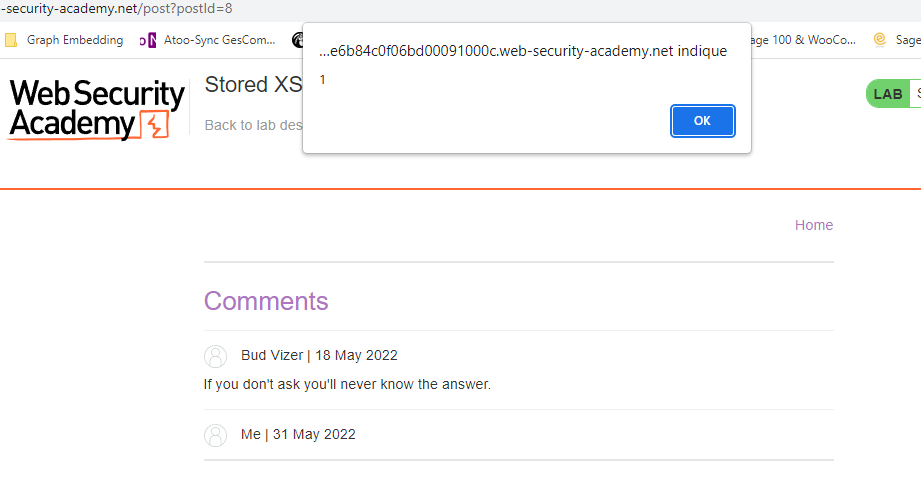 -security-academy.net/post?postId=8
Graph Embedding
Atoo-Sync GesCom...
age 100 & WooCo...
Sage
...e6b84c0f06bd00091000c.web-security-academy.net indique
1
OK
Web Security
Academy
Stored XS
Back to lab des
LAB
S
Home
Comments
Bud Vizer | 18 May 2022
If you don't ask you'll never know the answer.
Me | 31 May 2022